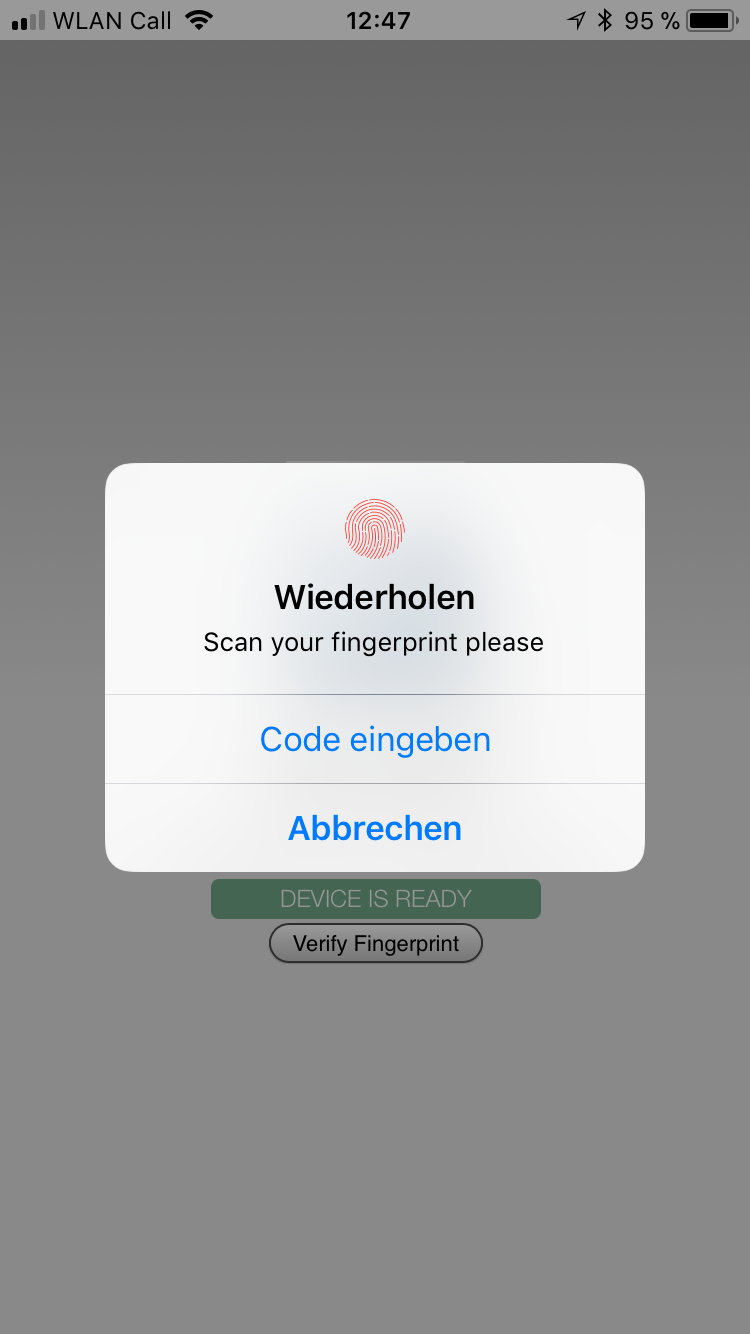 WLAN Call 12:47 95 %
Wiederholen
Scan your fingerprint please
Code eingeben
Abbrechen
DEVICE IS READY
Verify Fingerprint